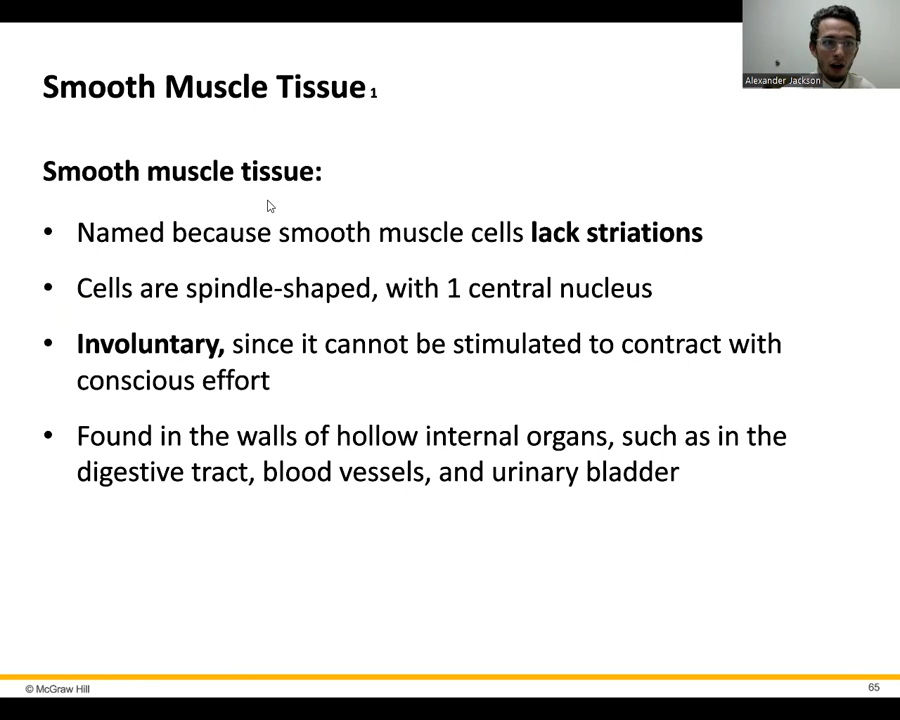 Alexander Jackson
Smooth Muscle Tissue 1
Smooth muscle tissue:
• Named because smooth muscle cells lack striations
• Cells are spindle-shaped, with 1 central nucleus
• Involuntary, since it cannot be stimulated to contract with
conscious effort
• Found in the walls of hollow internal organs, such as in the
digestive tract, blood vessels, and urinary bladder
© McGraw Hill
65